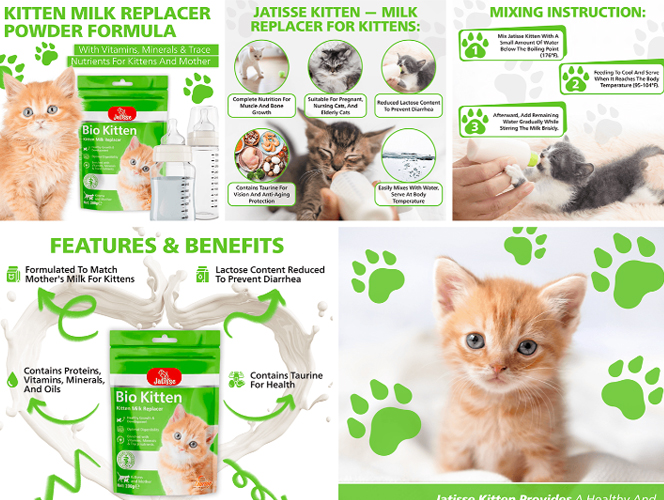 KITTEN MILK REPLACER
POWDER FORMULA
With Vitamins, Minerals & Trace
Nutrients For Kittens And Mother
Jatisse
Bio Kitten
Kitten Milk Replacer
JATISSE KITTEN — MILK
REPLACER FOR KITTENS:
Complete Nutrition For
Muscle And Bone
Growth
Suitable For Pregnant,
Nursing Cats, And
Elderly Cats
Reduced Lactose Content
To Prevent Diarrhea
Contains Taurine For
Vision And Anti-Aging
Protection
Easily Mixes With Water,
Serve At Body
Temperature
MIXING INSTRUCTION:
1
Mix Jatisse Kitten With A
Small Amount Of Water
Below The Boiling Point
(176°F).
2
Feeding To Cool And Serve
When It Reaches The Body
Temperature (95-104°F).
3
Afterward, Add Remaining
Water Gradually While
Stirring The Milk Briskly.
FEATURES & BENEFITS
Formulated To Match
Mother's Milk For Kittens
Lactose Content Reduced
To Prevent Diarrhea
Contains Proteins,
Vitamins, Minerals,
And Oils
Contains Taurine
For Health
Jatisse
Bio Kitten
Kitten Milk Replacer
Jatisse Kitten Provides A Healthy And